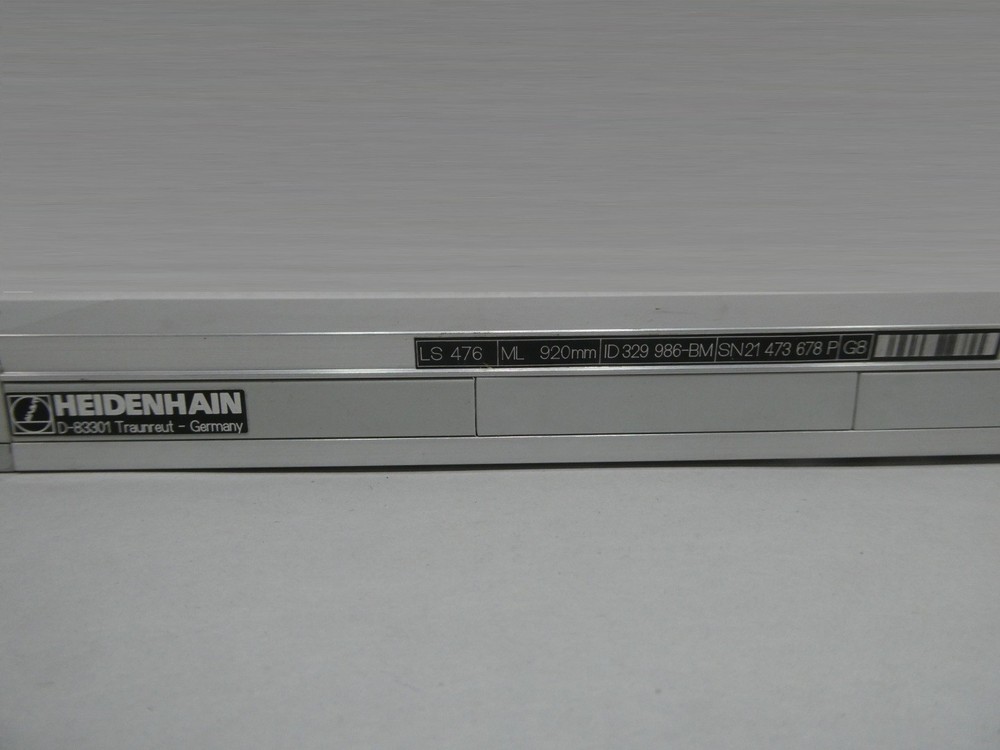 LS 476 ML 920mm ID 329 986-BM SN 21 473 678 P G8
HEIDENHAIN
D-83301 Traunreut - Germany